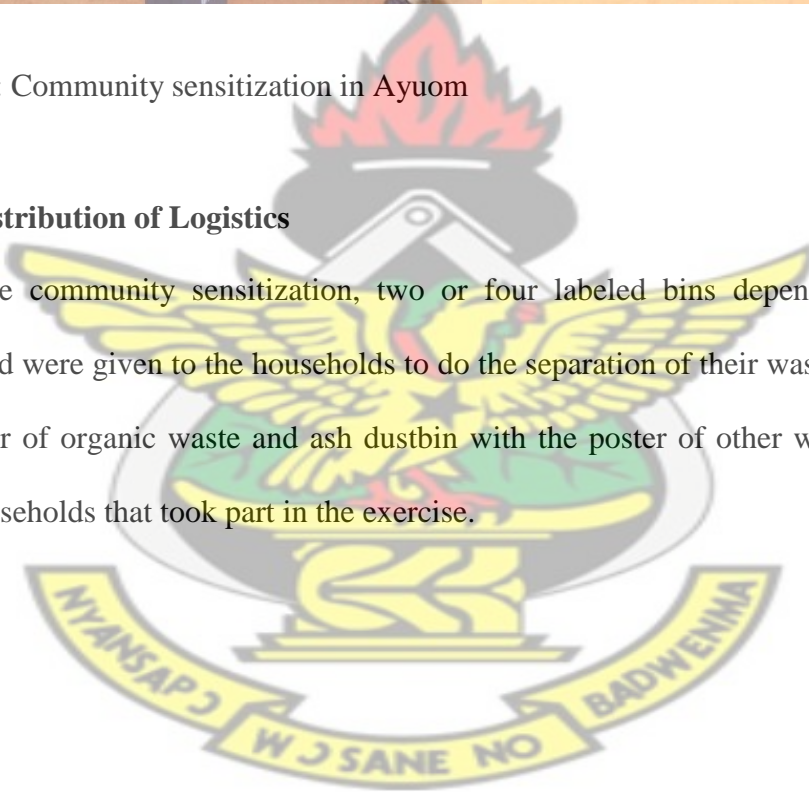 : Community sensitization in Ayuom
stribution of Logistics
e community sensitization, two or four labeled bins depen
d were given to the households to do the separation of their was
r of organic waste and ash dustbin with the poster of other w
seholds that took part in the exercise.
NYANSAPƆ
WƆ SANE NO
BADWENMA